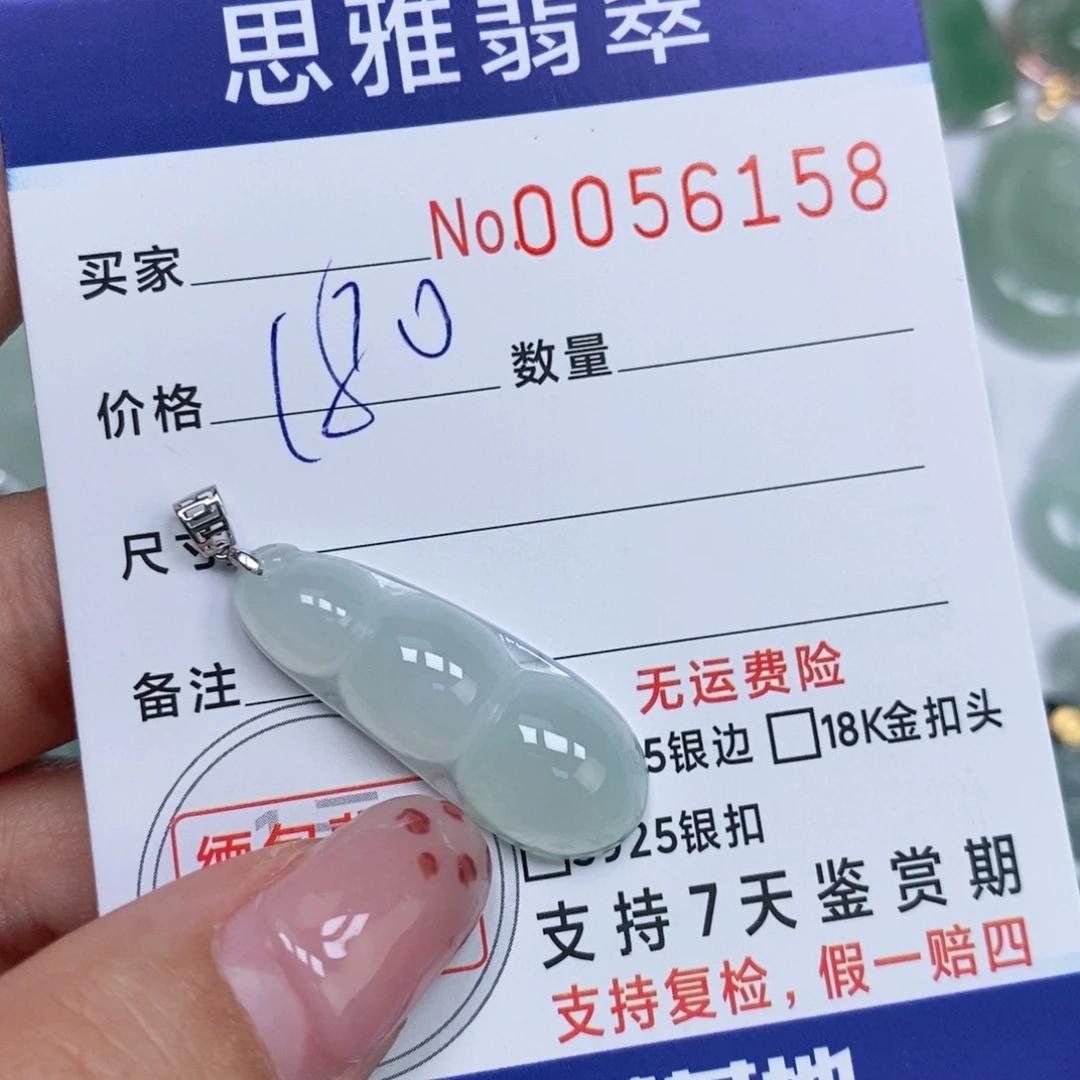 思雅翡翠
No.0056158
买家
180
价格 数量
尺寸
备注
无运费险
5银边 □18K金扣头
925银扣
支持7天鉴赏期
支持复检，假一赔四